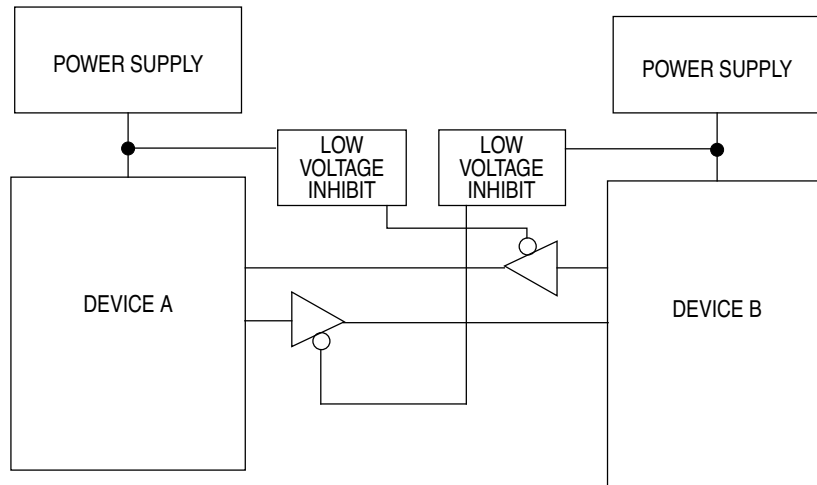 POWER SUPPLY
POWER SUPPLY
LOW
VOLTAGE
INHIBIT
LOW
VOLTAGE
INHIBIT
DEVICE A
DEVICE B